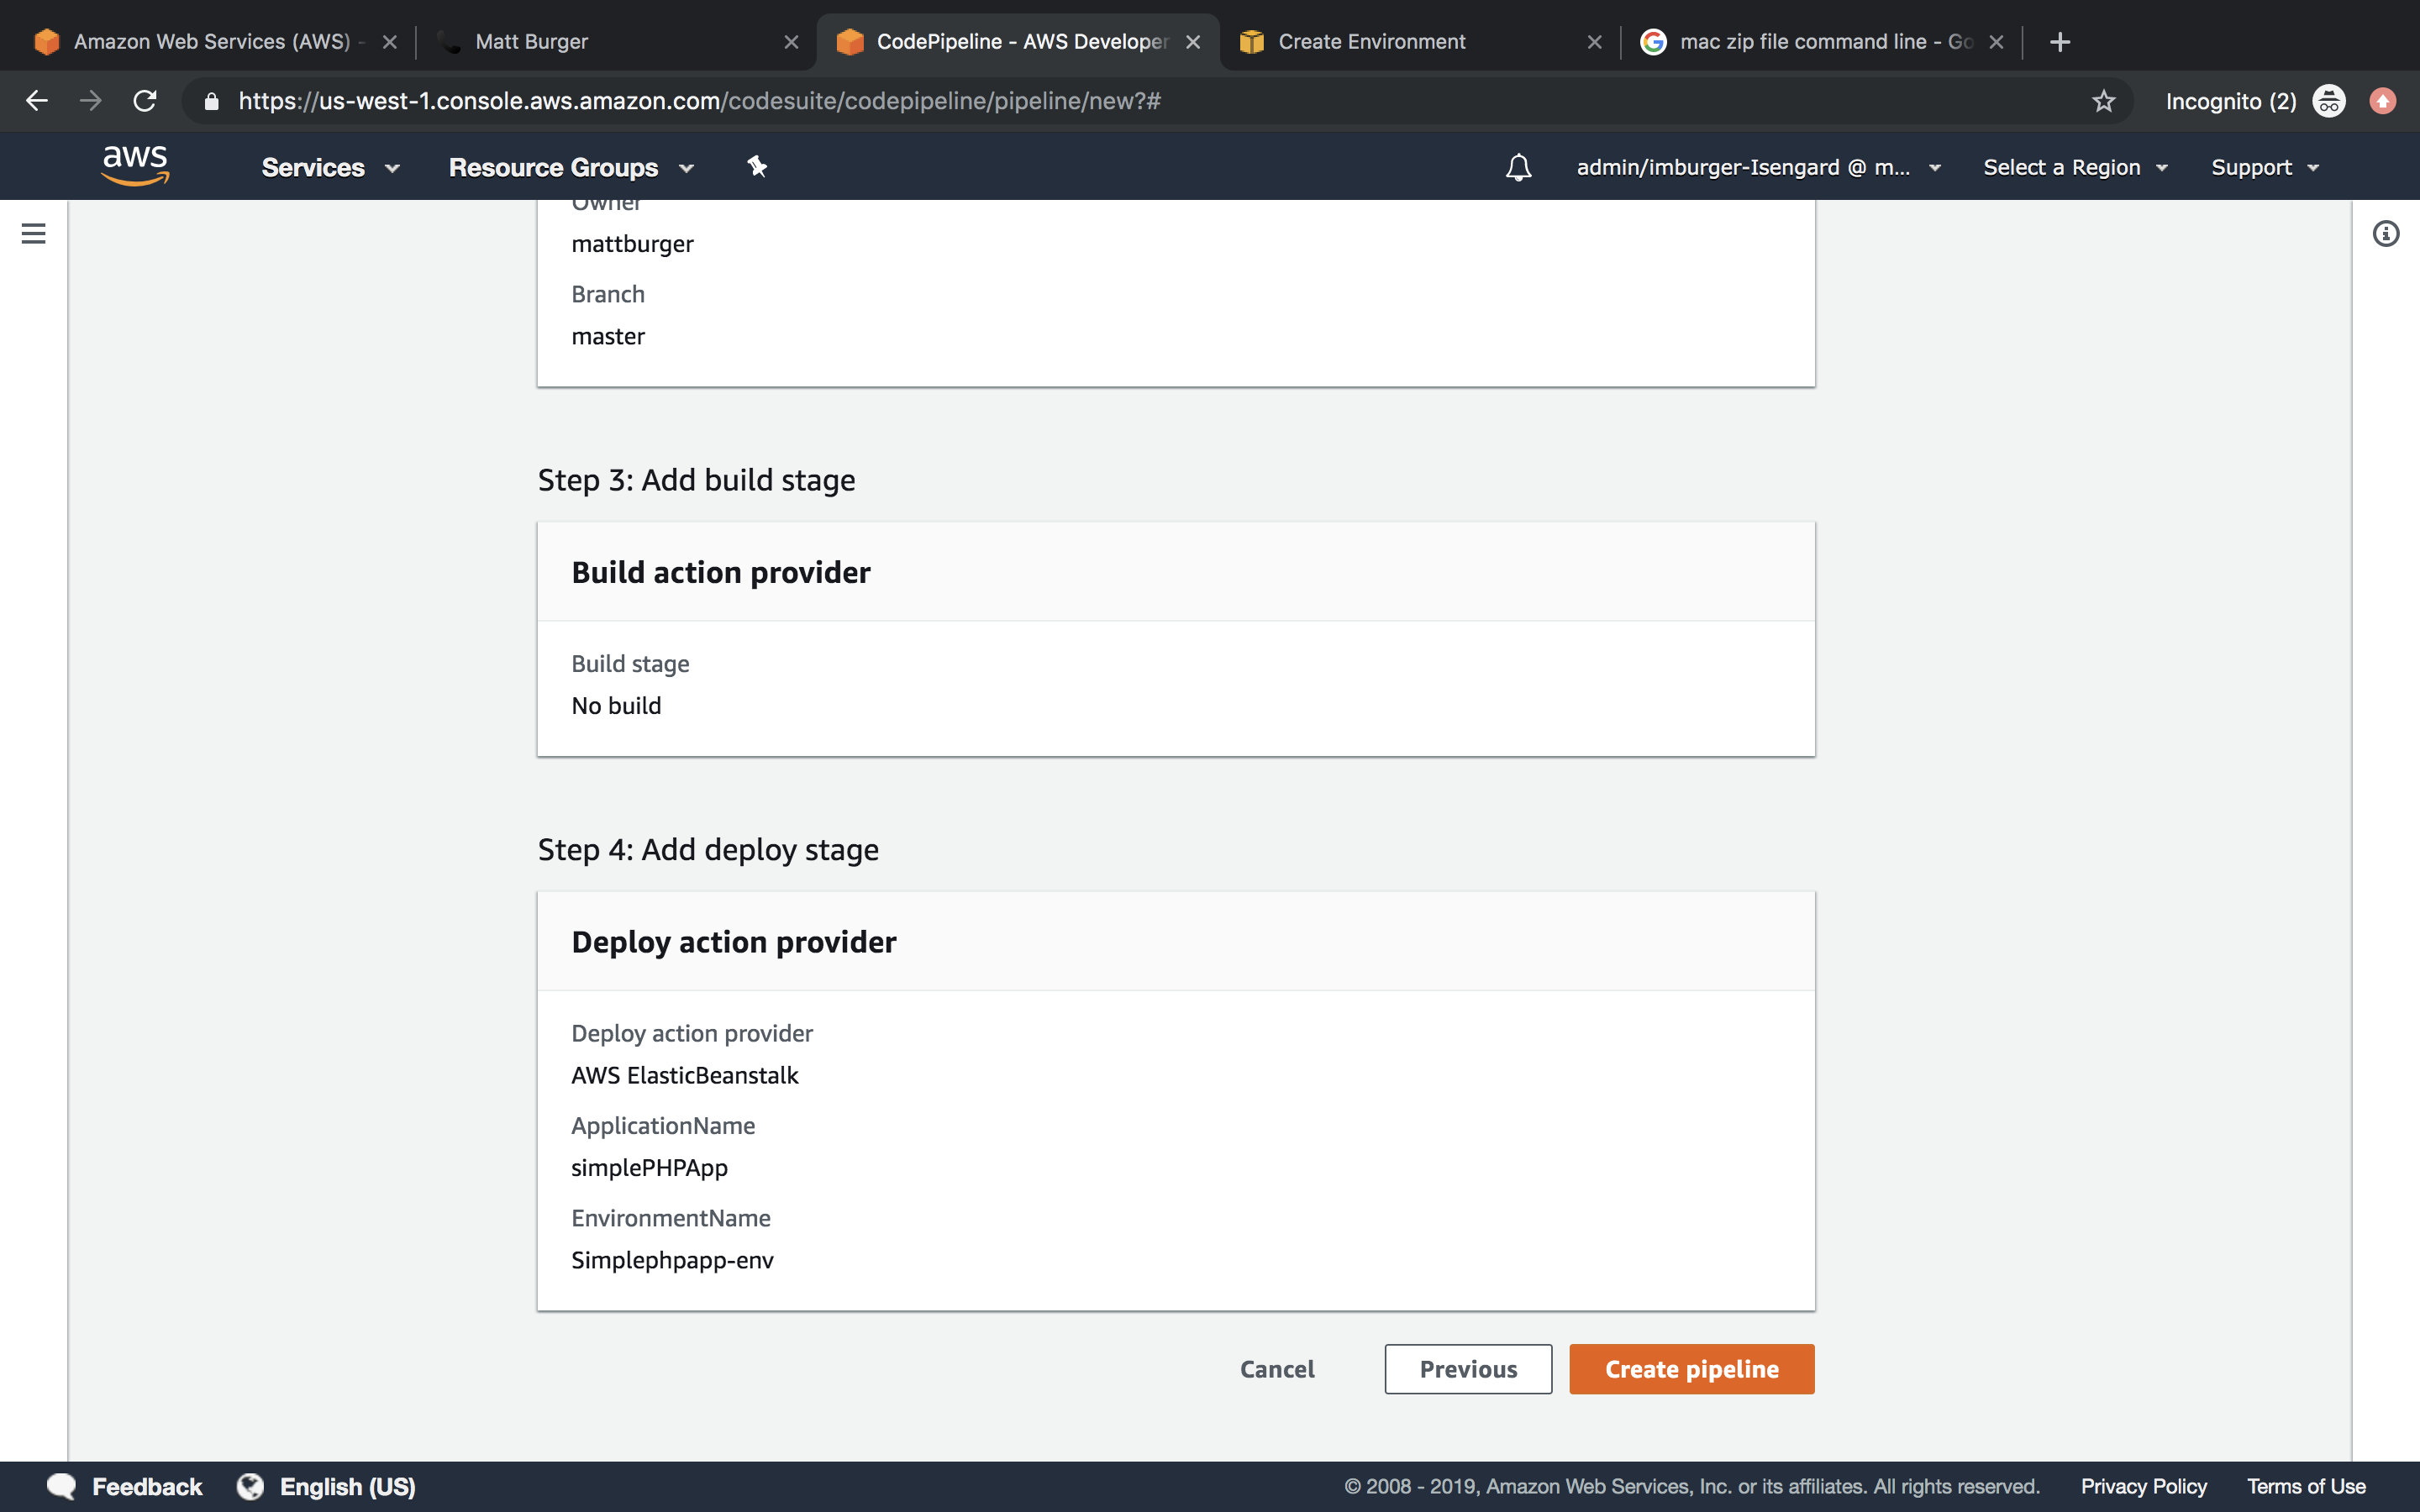 Amazon Web Services (AWS) -
Matt Burger
CodePipeline - AWS Developer
Create Environment
mac zip file command line - Go
https://us-west-1.console.aws.amazon.com/codesuite/codepipeline/pipeline/new?#
Incognito (2)
aws
Services
Resource Groups
admin/imburger-Isengard @ m...
Select a Region
Support
Owner
mattburger
Branch
master
Step 3: Add build stage
Build action provider
Build stage
No build
Step 4: Add deploy stage
Deploy action provider
Deploy action provider
AWS ElasticBeanstalk
ApplicationName
simplePHPApp
EnvironmentName
Simplephpapp-env
Cancel
Previous
Create pipeline
Feedback
English (US)
© 2008 - 2019, Amazon Web Services, Inc. or its affiliates. All rights reserved.
Privacy Policy
Terms of Use